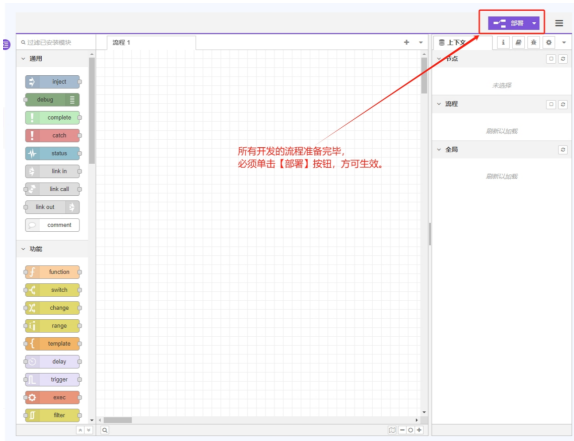 部署
过滤已安装模块
流程 1
上下文
通用
inject
debug
complete
catch
status
link in
link call
link out
comment
功能
function
switch
change
range
template
delay
trigger
exec
filter
所有开发的流程准备完毕，
必须单击【部署】按钮，方可生效。
节点
未选择
流程
刷新以加载
全局
刷新以加载